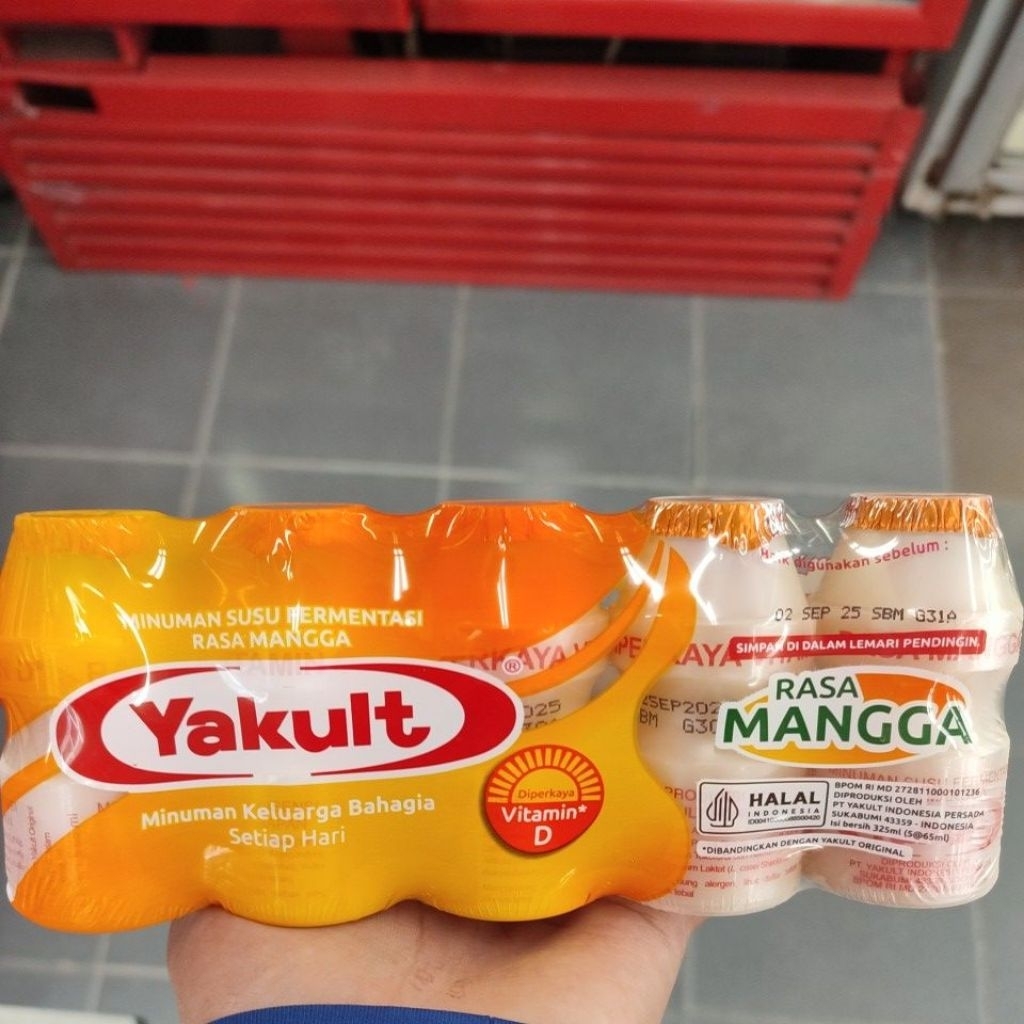 MINUMAN SUSU FERMENTASI
RASA MANGGA
Yakult®
Minuman Keluarga Bahagia
Setiap Hari
Diperkaya
Vitamin*
D
Baik digunakan sebelum :
02 SEP 25 SBM G31A
SIMPAN DI DALAM LEMARI PENDINGIN
RASA
MANGGA
HALAL
INDONESIA
BPOM RI MD 272811000101236
DIPRODUKSI OLEH
PT YAKULT INDONESIA PERSADA
SUKABUMI 43359 - INDONESIA
Isi bersih 325ml (5@65ml)
*DIBANDINGKAN DENGAN YAKULT ORIGINAL